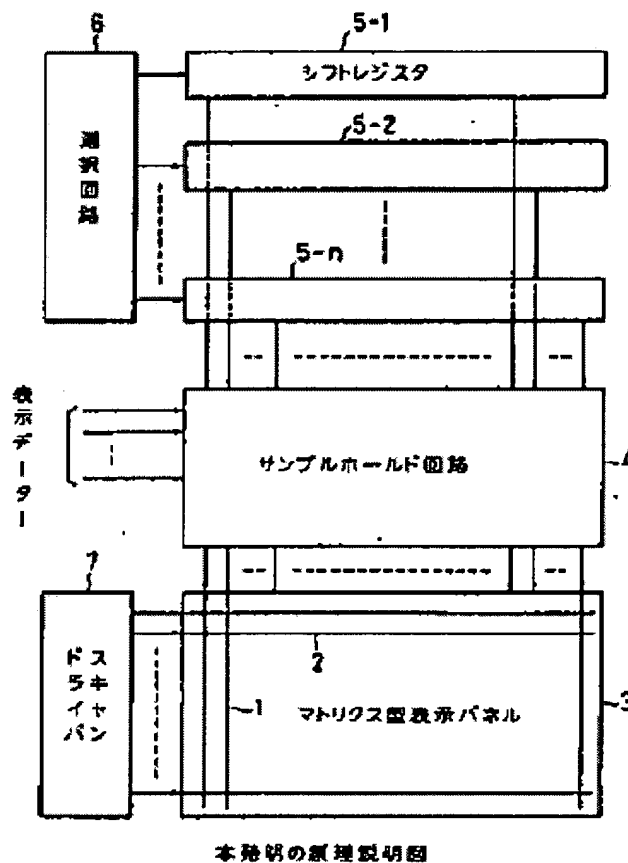 6
5-1
シフトレジスタ
選択回路
5-2
5-n
表示データー
サンプルホールド回路
4
7
スキャン
ドライバ
2
1
マトリクス型表示パネル
3
本発明の原理説明図